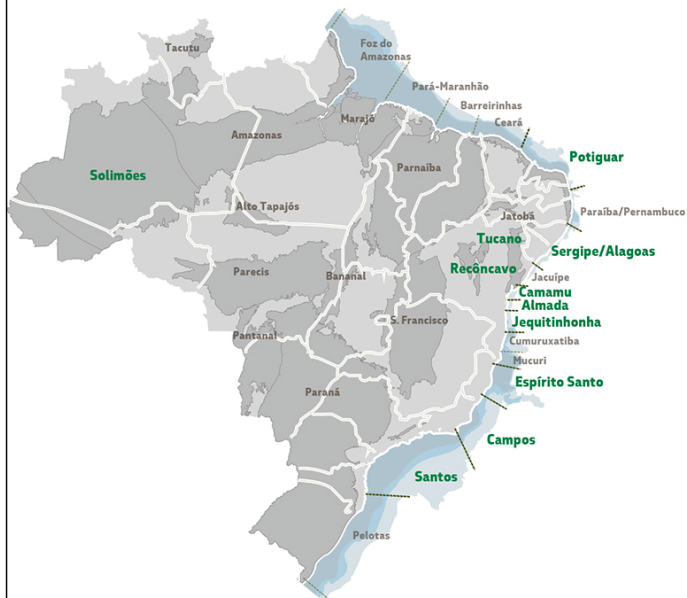 Tacutu
Foz do
Amazonas
Pará-Maranhão
Barreirinhas
Ceará
Marajó
Amazonas
Potiguar
Parnaíba
Solimões
Alto Tapajós
Jatobá
Paraíba/Pernambuco
Tucano
Sergipe/Alagoas
Recôncavo
Parecis
Bananal
Jacuípe
Camamu
Almada
S. Francisco
Jequitinhonha
Pantanal
Cumuruxatiba
Mucuri
Espírito Santo
Paraná
Campos
Santos
Pelotas